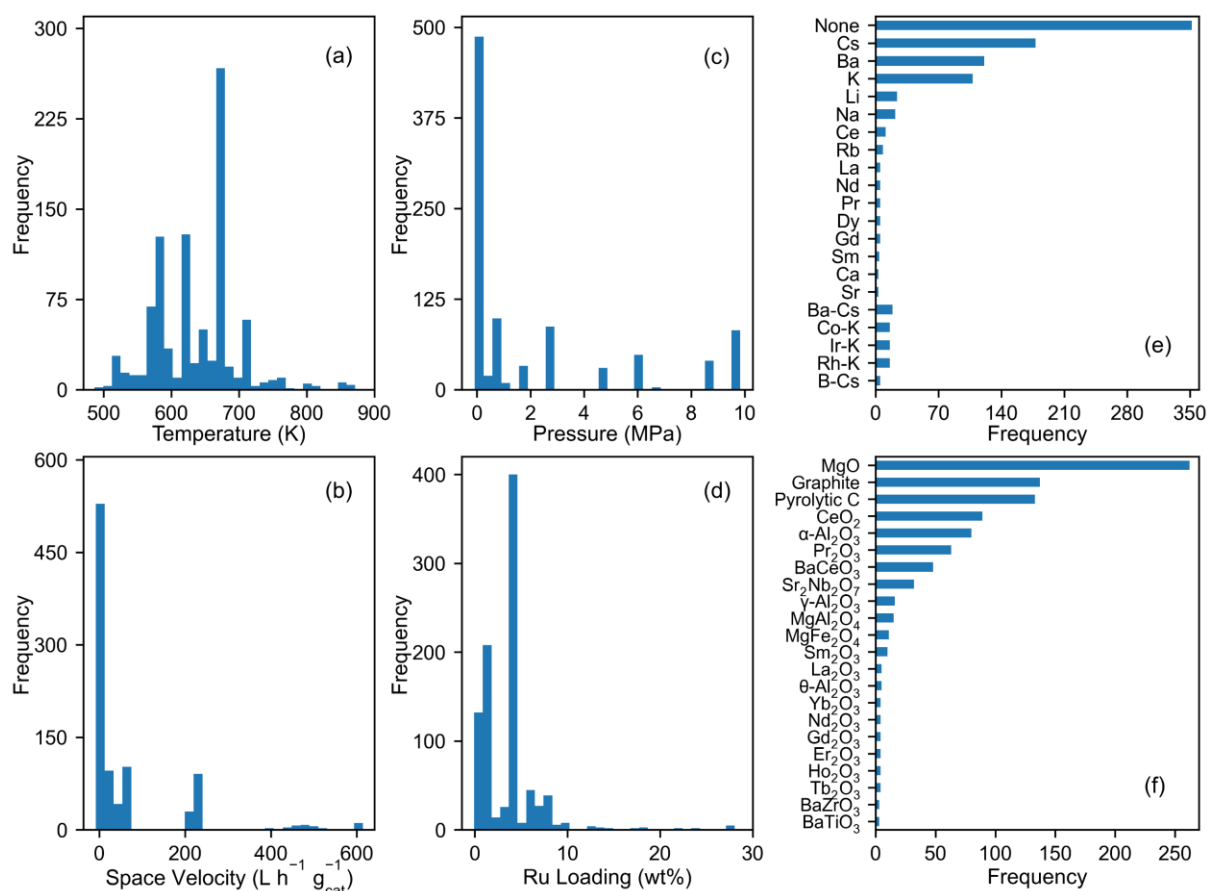 (a)
Frequency
300
225
150
75
0
500
600
700
800
900
Temperature (K)
(c)
Frequency
500
375
250
125
0
0
2
4
6
8
10
Pressure (MPa)
(e)
None
Cs
Ba
K
Li
Na
Ce
Rb
La
Nd
Pr
Dy
Gd
Sm
Ca
Sr
Ba-Cs
Co-K
Ir-K
Rh-K
B-Cs
0
70
140
210
280
350
Frequency
(b)
Frequency
600
450
300
150
0
0
200
400
600
Space Velocity (L h⁻¹ g_cat⁻¹)
(d)
Frequency
400
300
200
100
0
0
10
20
30
Ru Loading (wt%)
(f)
MgO
Graphite
Pyrolytic C
CeO₂
α-Al₂O₃
Pr₂O₃
BaCeO₃
Sr₂Nb₂O₇
γ-Al₂O₃
MgAl₂O₄
MgFe₂O₄
Sm₂O₃
La₂O₃
θ-Al₂O₃
Yb₂O₃
Nd₂O₃
Gd₂O₃
Er₂O₃
Ho₂O₃
Tb₂O₃
BaZrO₃
BaTiO₃
0
50
100
150
200
250
Frequency